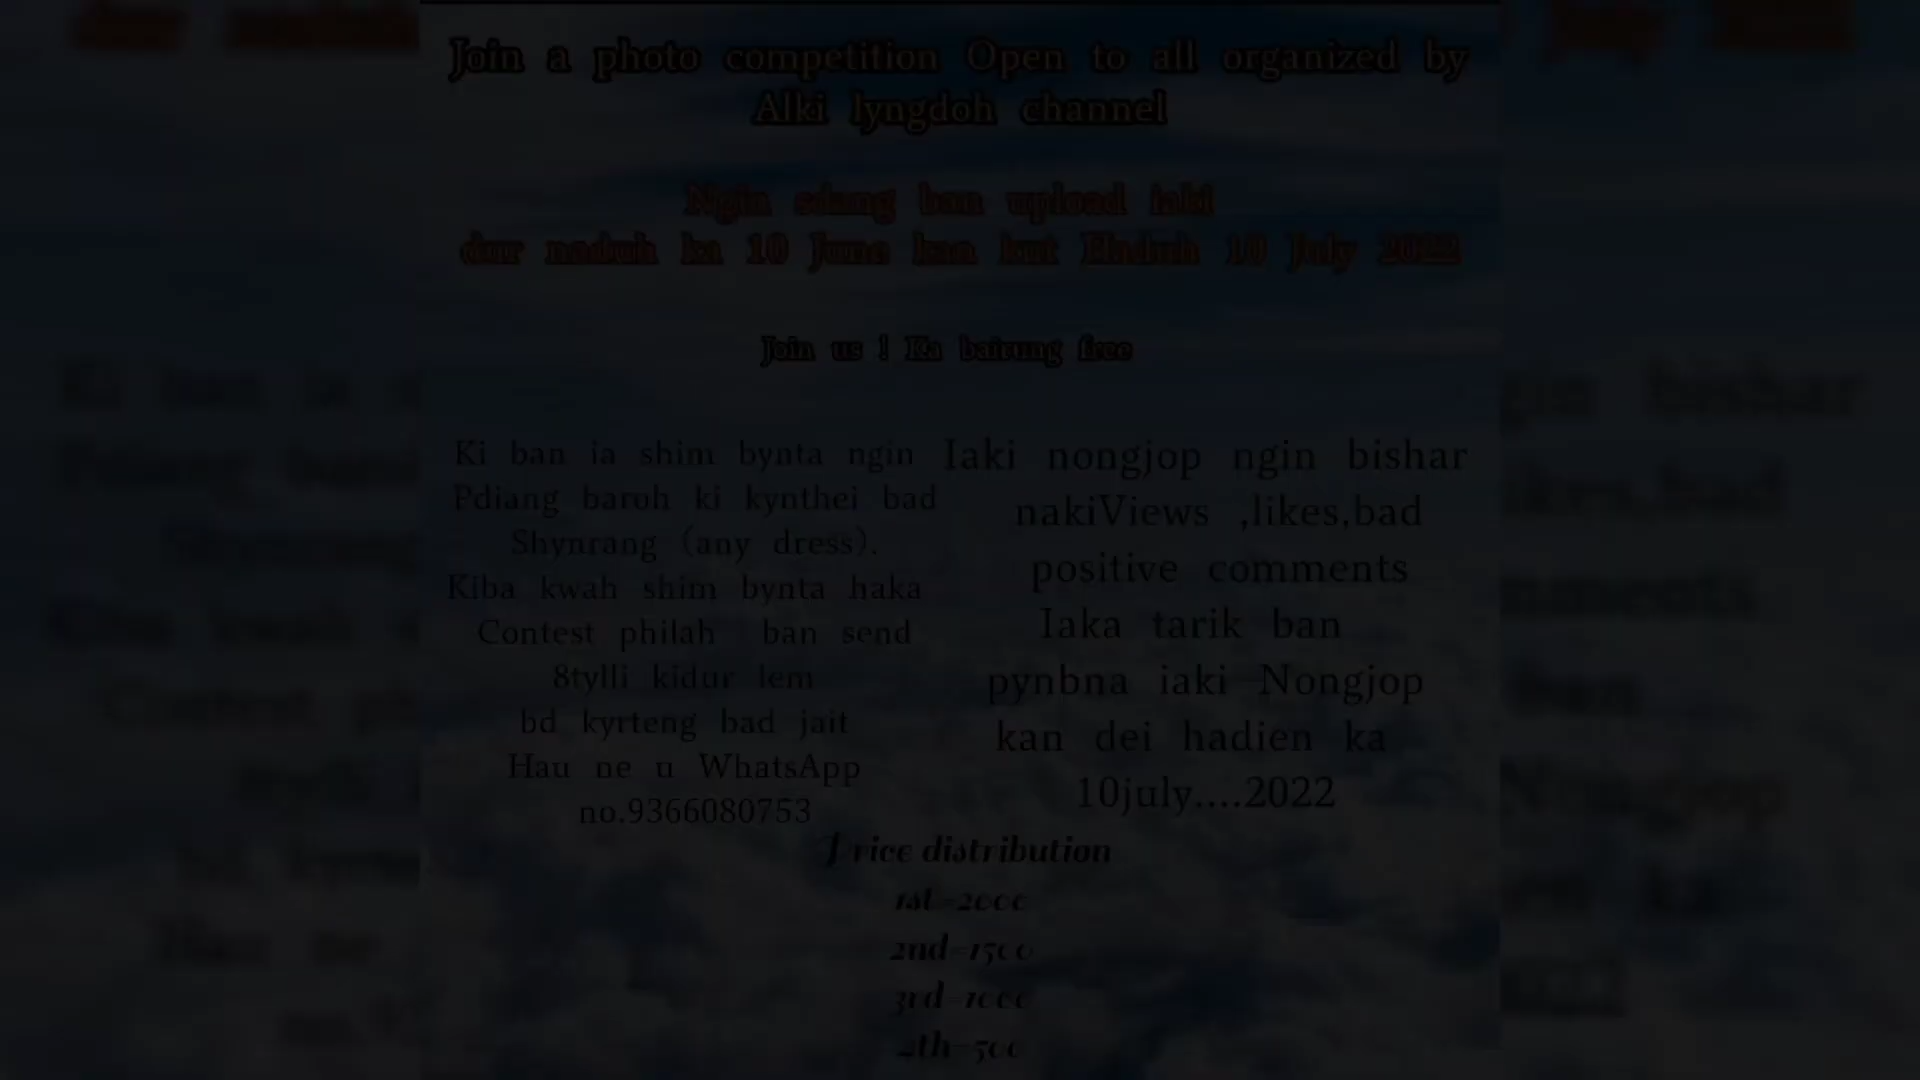 Join a photo competition Open to all organized by
Alki lyngdoh channel
Ngin sdang ban upload iaki
dur naduh ka 10 June kan kut Haduh 10 July 2022
Join us ! Ka bairung free
Ki ban ia shim bynta ngin
Pdiang baroh ki kynthei bad
Shynrang (any dress).
Kiba kwah shim bynta haka
Contest philah ban send
8tylli kidur lem
bd kyrteng bad jait
Hau ne u WhatsApp
no.9366080753
Iaki nongjop ngin bishar
nakiViews ,likes,bad
positive comments
Iaka tarik ban
pynbna iaki Nongjop
kan dei hadien ka
10july....2022
Price distribution
1st=2000
2nd=1500
3rd=1000
4th=500